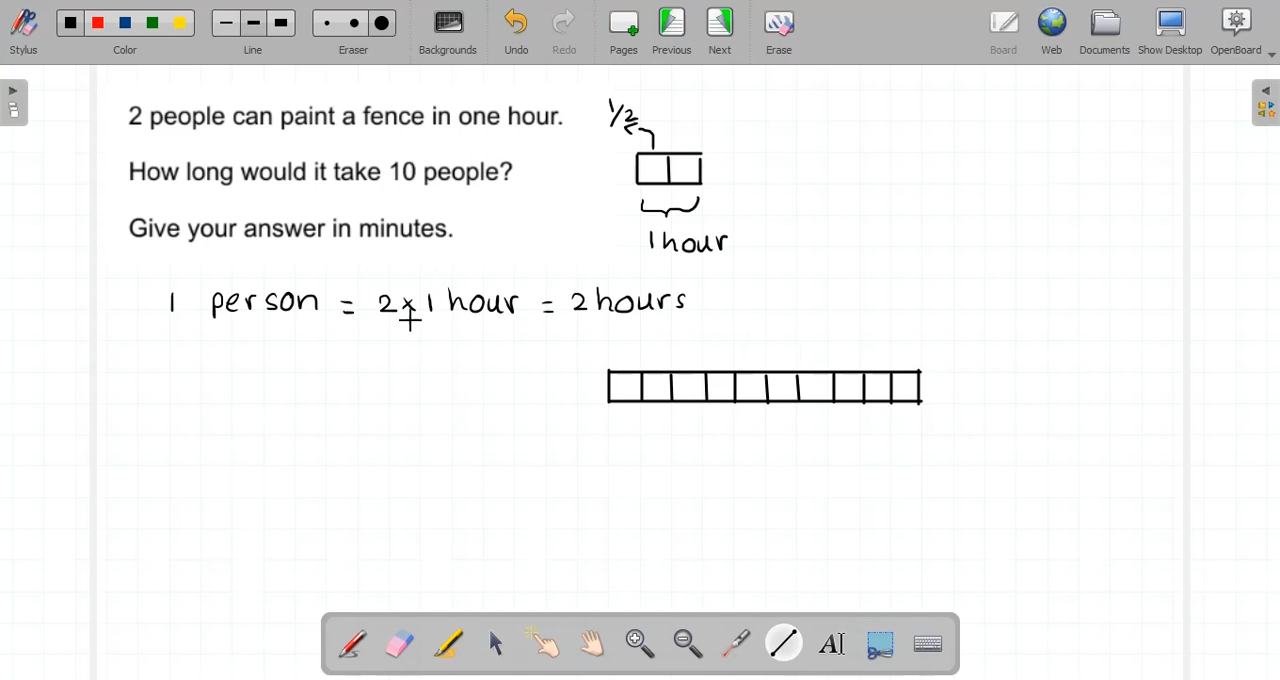 Stylus Color Line Eraser Backgrounds Undo Redo Pages Previous Next Erase Board Web Documents Show Desktop OpenBoard
2 people can paint a fence in one hour.
1/2
How long would it take 10 people?
Give your answer in minutes.
1 hour
1 person = 2 × 1 hour = 2 hours
AI